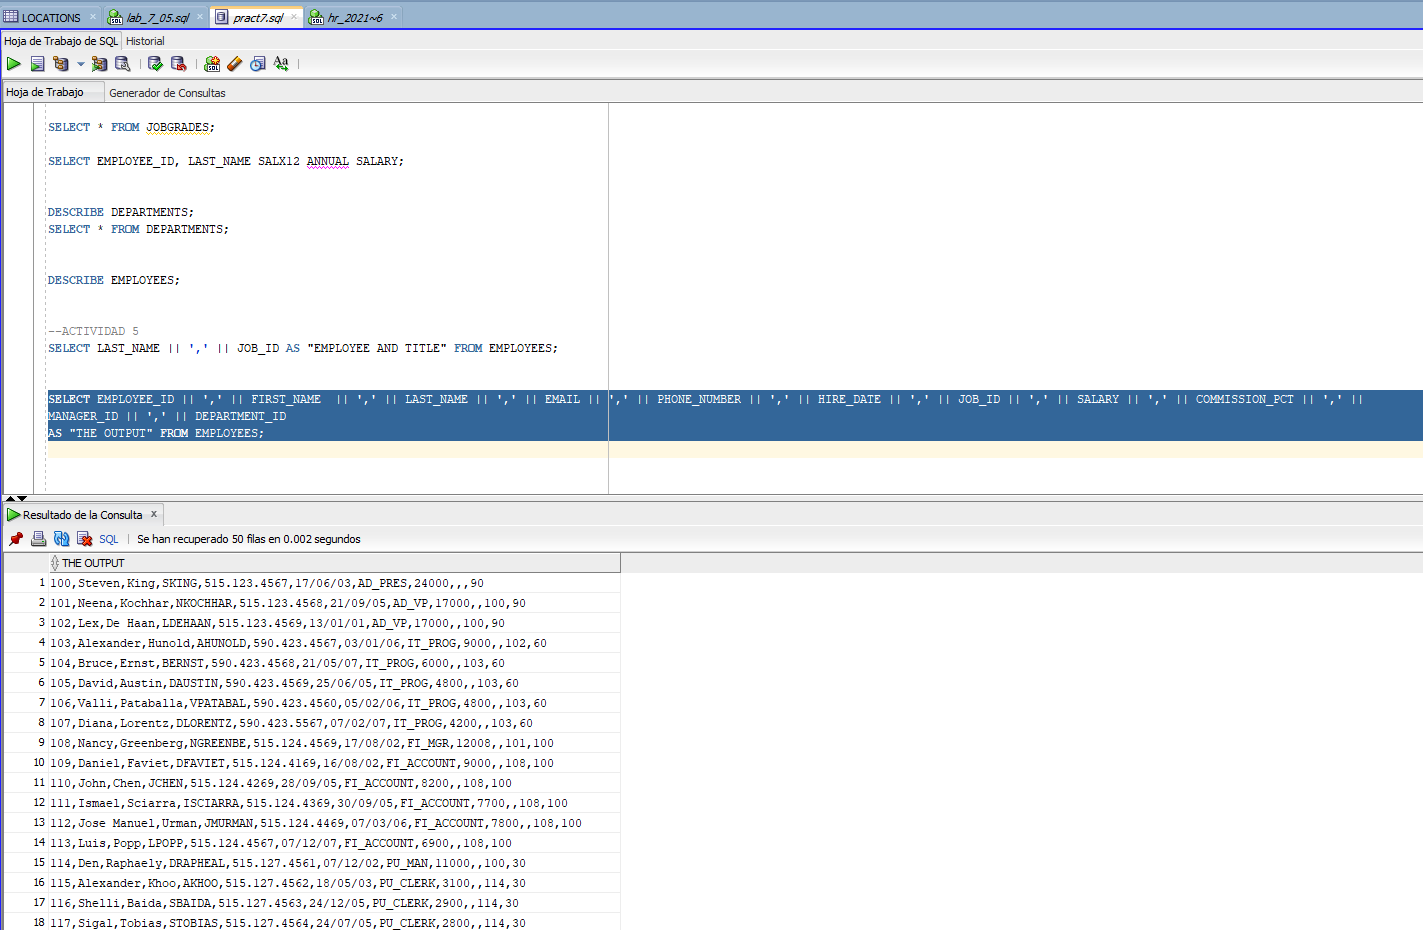 LOCATIONS lab_7_05.sql pract7.sql hr_2021~6
Hoja de Trabajo de SQL Historial
Hoja de Trabajo Generador de Consultas
SELECT * FROM JOBGRADES;
SELECT EMPLOYEE_ID, LAST_NAME SALX12 ANNUAL SALARY;
DESCRIBE DEPARTMENTS;
SELECT * FROM DEPARTMENTS;
DESCRIBE EMPLOYEES;
--ACTIVIDAD 5
SELECT LAST_NAME || ',' || JOB_ID AS "EMPLOYEE AND TITLE" FROM EMPLOYEES;
SELECT EMPLOYEE_ID || ',' || FIRST_NAME  || ',' || LAST_NAME || ',' || EMAIL || ',' || PHONE_NUMBER || ',' || HIRE_DATE || ',' || JOB_ID || ',' || SALARY || ',' || COMMISSION_PCT || ',' ||
MANAGER_ID || ',' || DEPARTMENT_ID
AS "THE OUTPUT" FROM EMPLOYEES;
Resultado de la Consulta x
SQL | Se han recuperado 50 filas en 0.002 segundos
THE OUTPUT
1 100,Steven,King,SKING,515.123.4567,17/06/03,AD_PRES,24000,,,90
2 101,Neena,Kochhar,NKOCHHAR,515.123.4568,21/09/05,AD_VP,17000,,100,90
3 102,Lex,De Haan,LDEHAAN,515.123.4569,13/01/01,AD_VP,17000,,100,90
4 103,Alexander,Hunold,AHUNOLD,590.423.4567,03/01/06,IT_PROG,9000,,102,60
5 104,Bruce,Ernst,BERNST,590.423.4568,21/05/07,IT_PROG,6000,,103,60
6 105,David,Austin,DAUSTIN,590.423.4569,25/06/05,IT_PROG,4800,,103,60
7 106,Valli,Pataballa,VPATABAL,590.423.4560,05/02/06,IT_PROG,4800,,103,60
8 107,Diana,Lorentz,DLORENTZ,590.423.5567,07/02/07,IT_PROG,4200,,103,60
9 108,Nancy,Greenberg,NGREENBE,515.124.4569,17/08/02,FI_MGR,12008,,101,100
10 109,Daniel,Faviet,DFAVIET,515.124.4169,16/08/02,FI_ACCOUNT,9000,,108,100
11 110,John,Chen,JCHEN,515.124.4269,28/09/05,FI_ACCOUNT,8200,,108,100
12 111,Ismael,Sciarra,ISCIARRA,515.124.4369,30/09/05,FI_ACCOUNT,7700,,108,100
13 112,Jose Manuel,Urman,JMURMAN,515.124.4469,07/03/06,FI_ACCOUNT,7800,,108,100
14 113,Luis,Popp,LPOPP,515.124.4567,07/12/07,FI_ACCOUNT,6900,,108,100
15 114,Den,Raphaely,DRAPHEAL,515.127.4561,07/12/02,PU_MAN,11000,,100,30
16 115,Alexander,Khoo,AKHOO,515.127.4562,18/05/03,PU_CLERK,3100,,114,30
17 116,Shelli,Baida,SBAIDA,515.127.4563,24/12/05,PU_CLERK,2900,,114,30
18 117,Sigal,Tobias,STOBIAS,515.127.4564,24/07/05,PU_CLERK,2800,,114,30